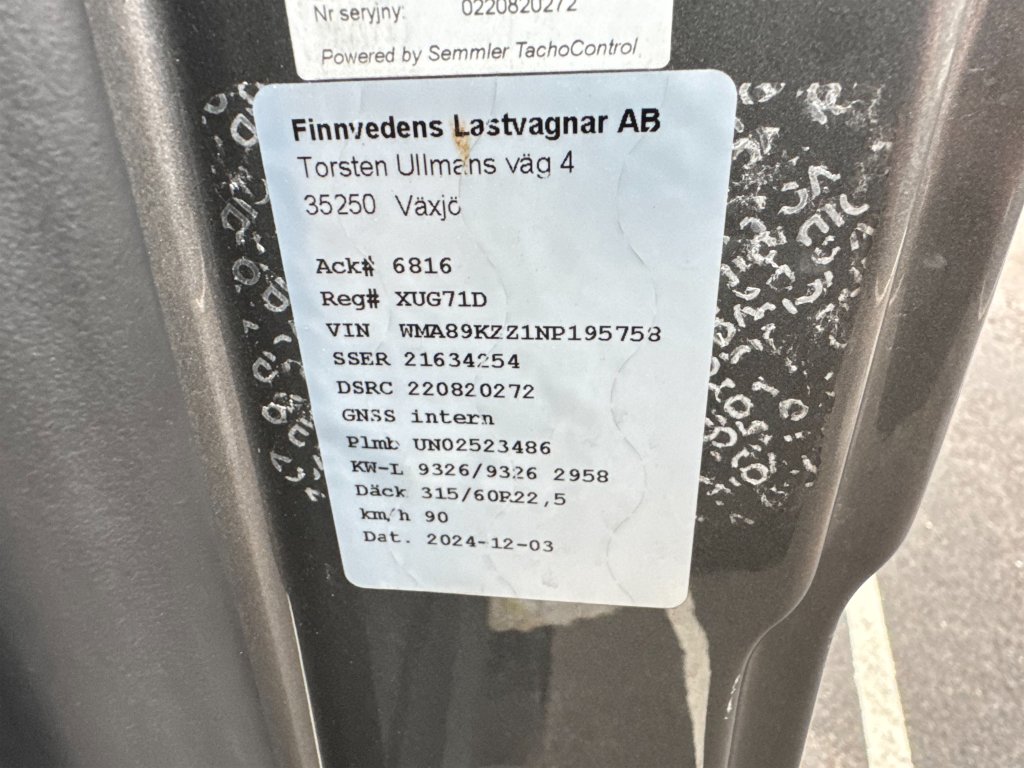 Nr seryjny: 0220820272
Powered by Semmler TachoControl
Finnvedens Lastvagnar AB
Torsten Ullmans väg 4
35250 Växjö
Ack# 6816
Reg# XUG71D
VIN WMA89KZZ1NP195758
SSER 21634254
DSRC 220820272
GNSS intern
Plmb UN02523486
KW-L 9326/9326 2958
Däck 315/60R22,5
km/h 90
Dat. 2024-12-03